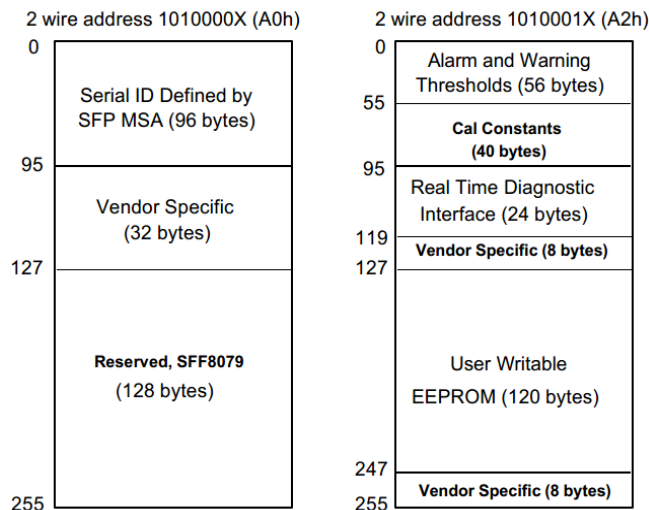 2 wire address 1010000X (A0h)
0
Serial ID Defined by
SFP MSA (96 bytes)
95
Vendor Specific
(32 bytes)
127
Reserved, SFF8079
(128 bytes)
255
2 wire address 1010001X (A2h)
0
Alarm and Warning
Thresholds (56 bytes)
55
Cal Constants
(40 bytes)
95
Real Time Diagnostic
Interface (24 bytes)
119
Vendor Specific (8 bytes)
127
User Writable
EEPROM (120 bytes)
247
Vendor Specific (8 bytes)
255